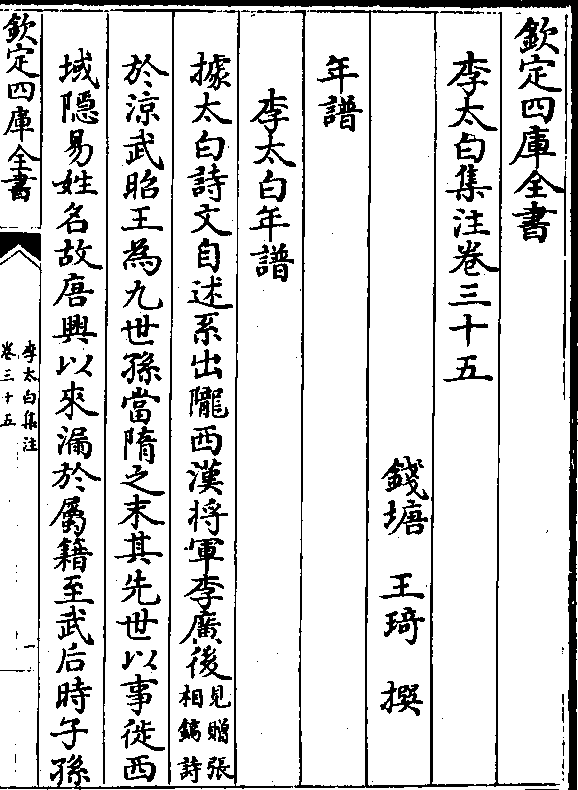 欽定四庫全書
李太白集注卷三十五
錢塘 王琦 撰
年譜
李太白年譜
據太白詩文自述系出隴西漢將軍李廣後見贈張相鎬詩
於涼武昭王為九世孫當隋之末其先世以事徙西
域隱易姓名故唐興以來漏於屬籍至武后時子孫
欽定四庫全書
李太白集注
卷三十五
一